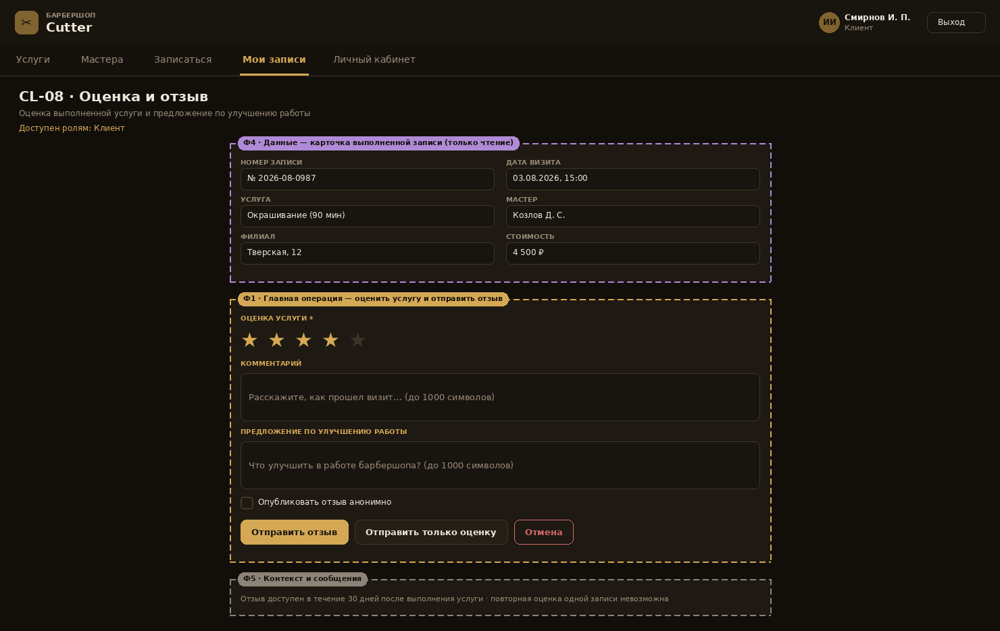 БАРБЕРШОП
Cutter
ИИ
Смирнов И. П.
Клиент
Выход
Услуги
Мастера
Записаться
Мои записи
Личный кабинет
CL-08 · Оценка и отзыв
Оценка выполненной услуги и предложение по улучшению работы
Доступен ролям: Клиент
Ф4 · Данные — карточка выполненной записи (только чтение)
НОМЕР ЗАПИСИ
№ 2026-08-0987
ДАТА ВИЗИТА
03.08.2026, 15:00
УСЛУГА
Окрашивание (90 мин)
МАСТЕР
Козлов Д. С.
ФИЛИАЛ
Тверская, 12
СТОИМОСТЬ
4 500 ₽
Ф1 · Главная операция — оценить услугу и отправить отзыв
ОЦЕНКА УСЛУГИ *
КОММЕНТАРИЙ
Расскажите, как прошел визит... (до 1000 символов)
ПРЕДЛОЖЕНИЕ ПО УЛУЧШЕНИЮ РАБОТЫ
Что улучшить в работе барбершопа? (до 1000 символов)
Опубликовать отзыв анонимно
Отправить отзыв
Отправить только оценку
Отмена
Ф5 · Контекст и сообщения
Отзыв доступен в течение 30 дней после выполнения услуги · повторная оценка одной записи невозможна